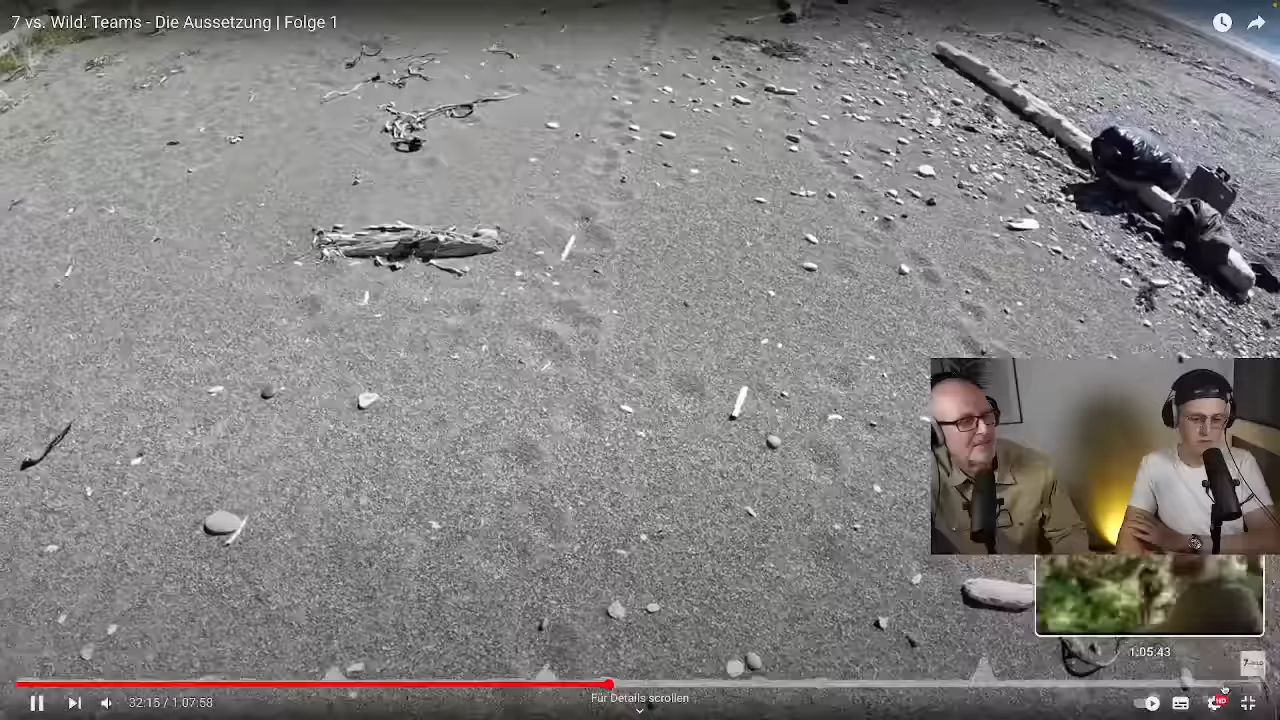 7 vs. Wild: Teams - Die Aussetzung | Folge 1
1:05:43
32:15 / 1:07:58
Für Details scrollen
HD